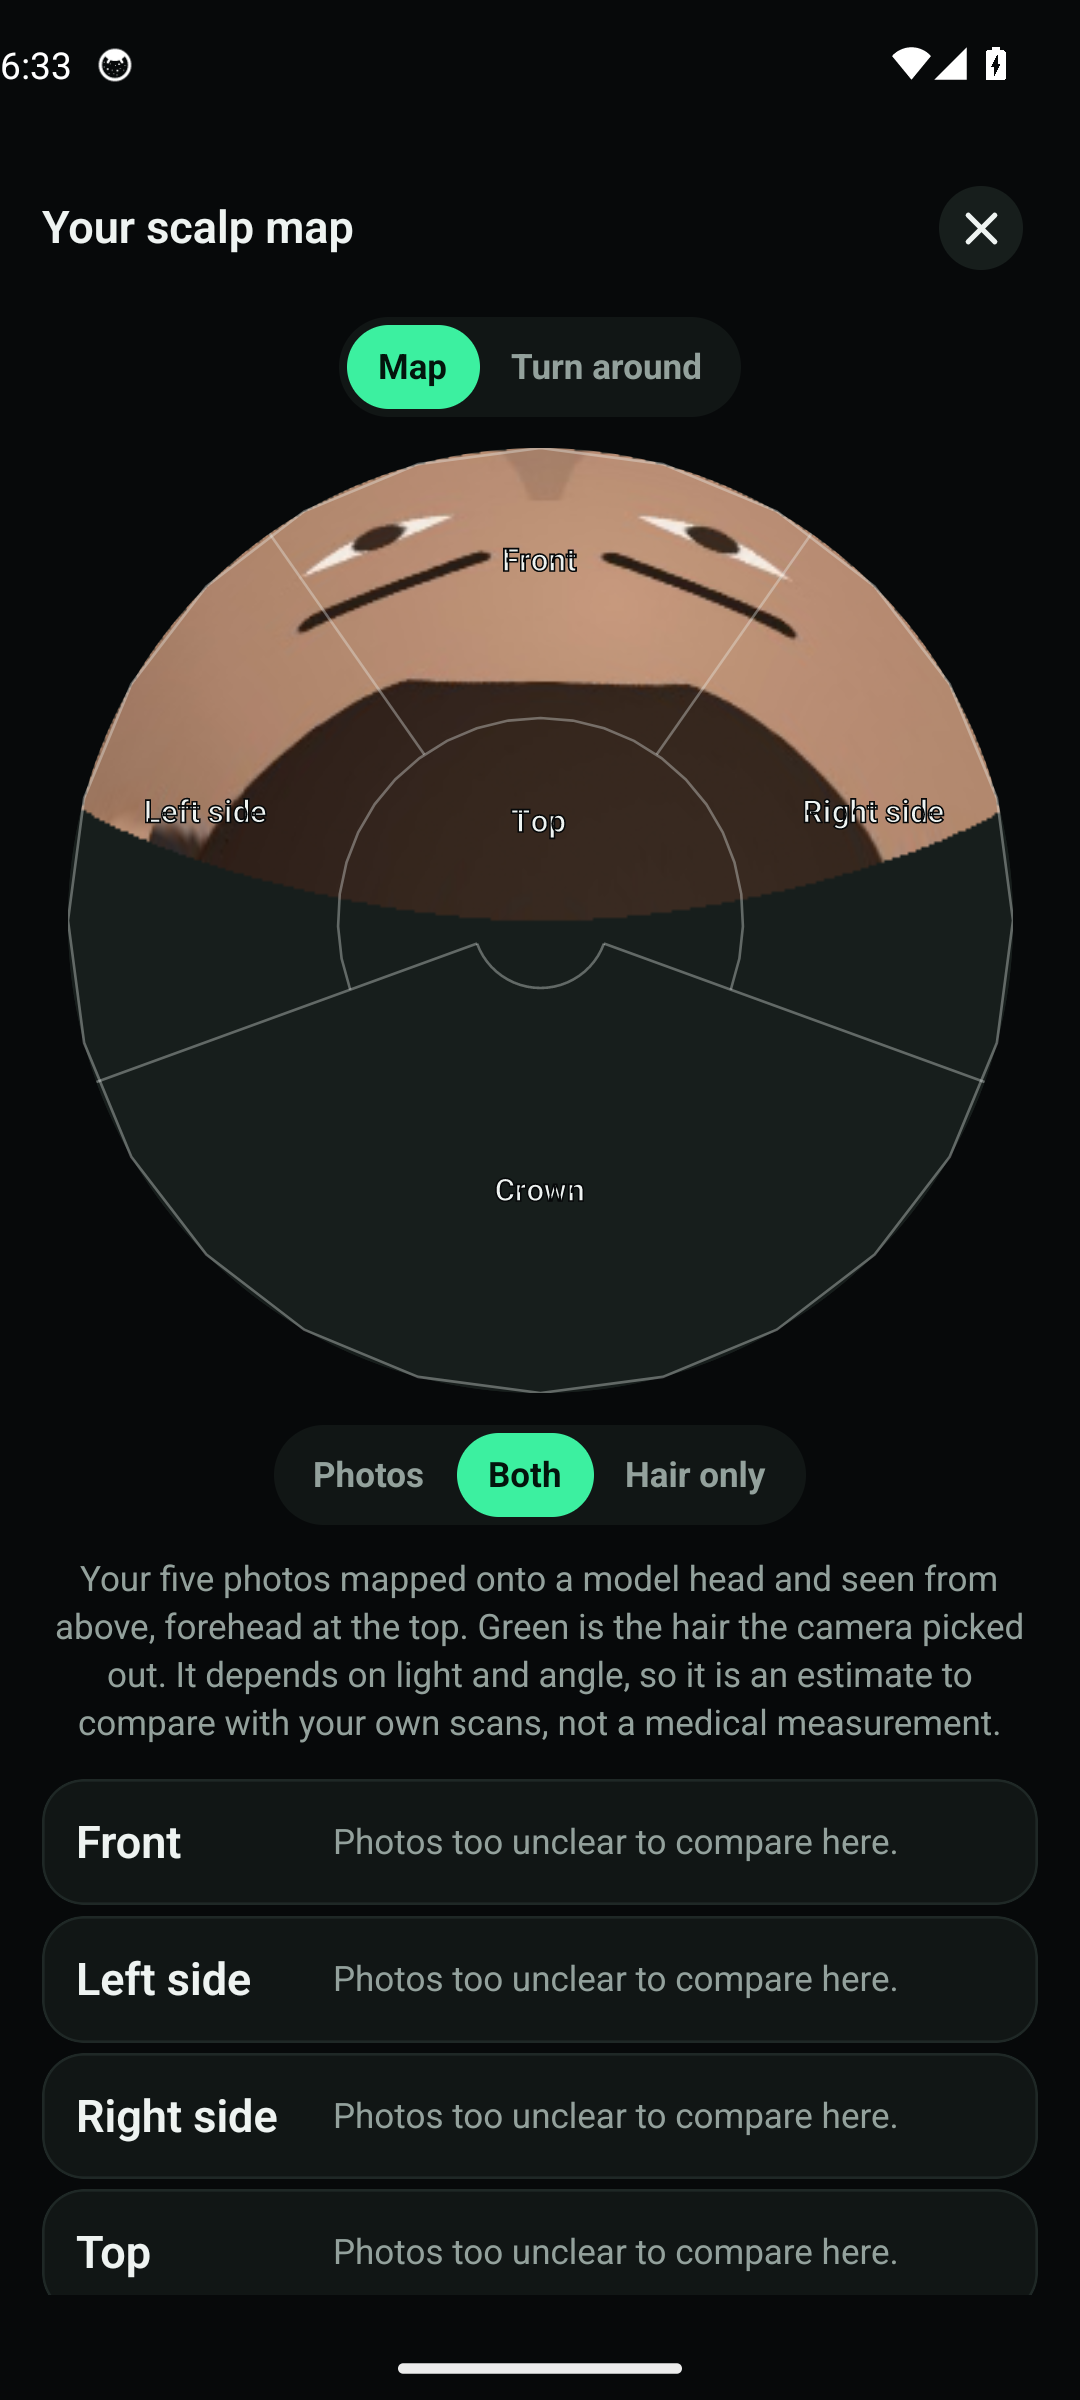 6:33
Your scalp map
Map
Turn around
Front
Left side
Top
Right side
Crown
Photos
Both
Hair only
Your five photos mapped onto a model head and seen from
above, forehead at the top. Green is the hair the camera picked
out. It depends on light and angle, so it is an estimate to
compare with your own scans, not a medical measurement.
Front
Photos too unclear to compare here.
Left side
Photos too unclear to compare here.
Right side
Photos too unclear to compare here.
Top
Photos too unclear to compare here.